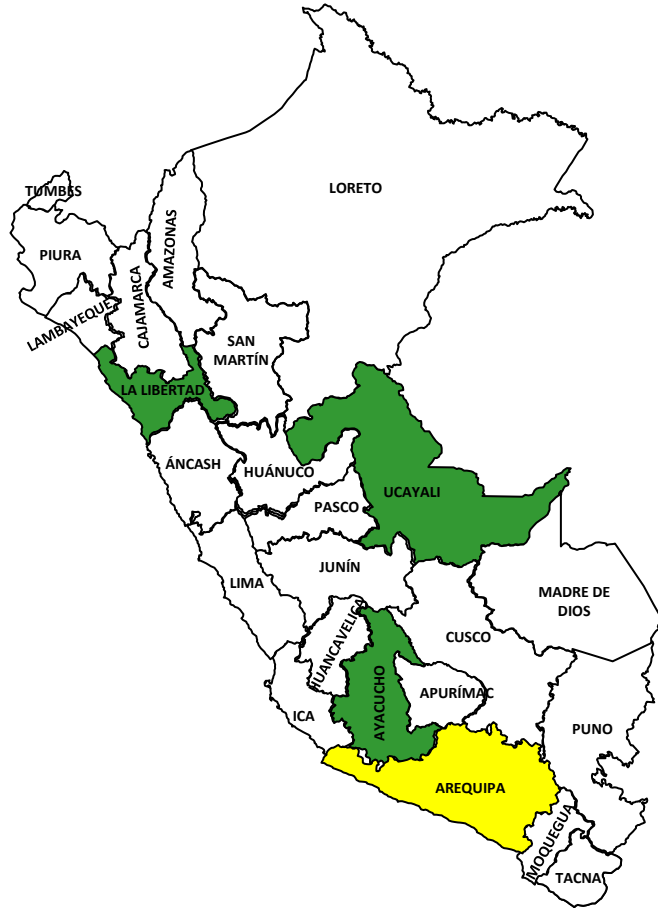 LORETO
TUMBES
AMAZONAS
PIURA
CAJAMARCA
LAMBAYEQUE
SAN
MARTÍN
LA LIBERTAD
ÁNCASH
HUÁNUCO
UCAYALI
PASCO
JUNÍN
LIMA
MADRE DE
DIOS
HUANCAVELICA
CUSCO
APURÍMAC
AYACUCHO
ICA
PUNO
AREQUIPA
MOQUEGUA
TACNA